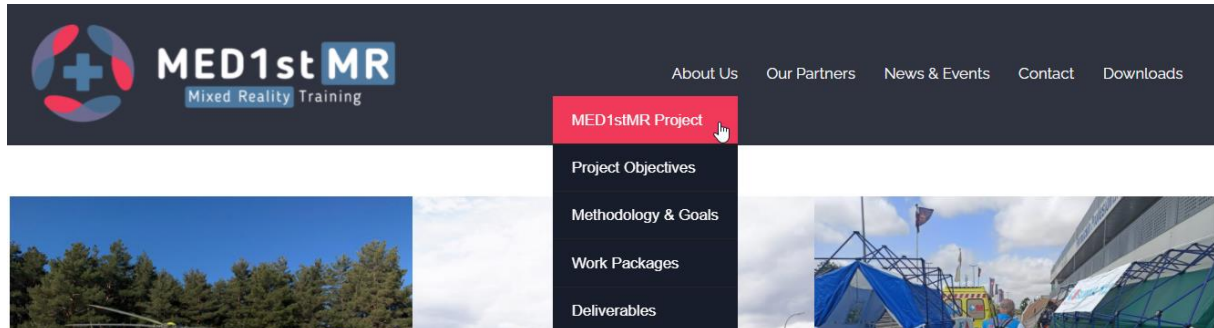 MED1st MR
Mixed Reality Training
About Us Our Partners News & Events Contact Downloads
MED1stMR Project
Project Objectives
Methodology & Goals
Work Packages
Deliverables